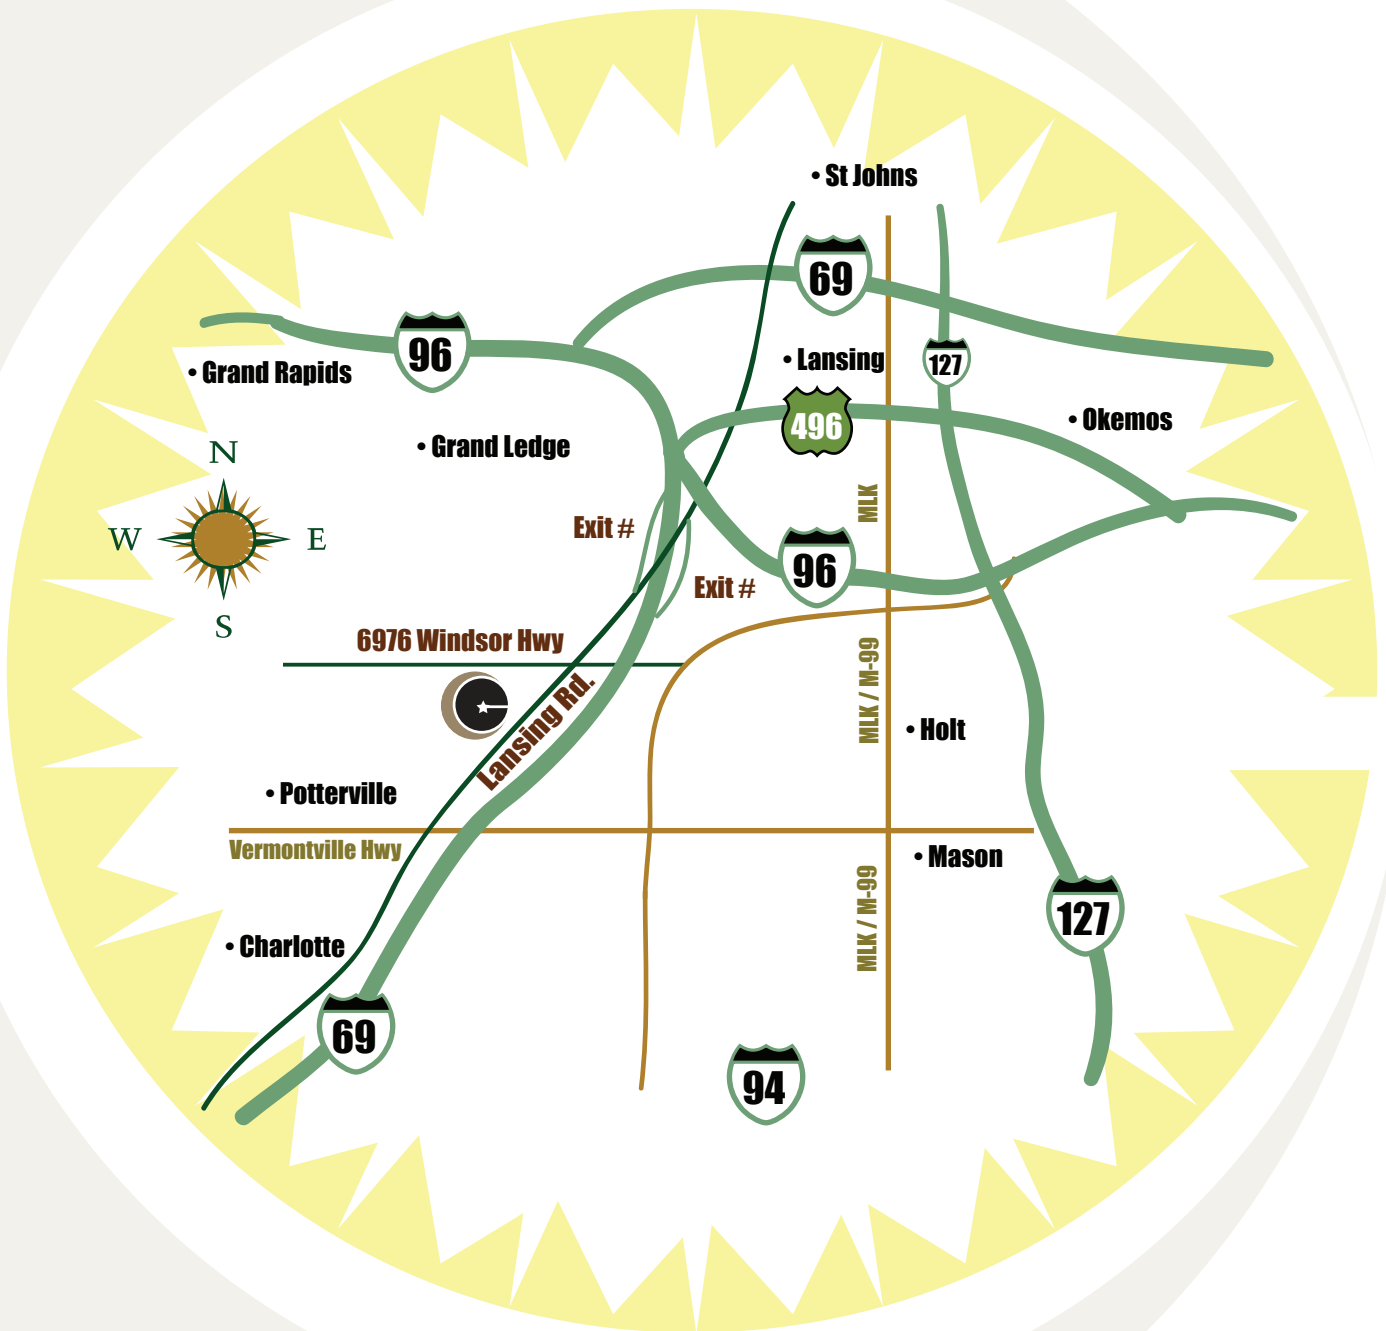 • St Johns
69
96
• Lansing
127
• Grand Rapids
496
• Okemos
• Grand Ledge
N
W
E
S
MLK
Exit #
96
Exit #
6976 Windsor Hwy
MLK / M-99
Lansing Rd.
• Holt
• Potterville
Vermontville Hwy
• Mason
MLK / M-99
127
• Charlotte
69
94